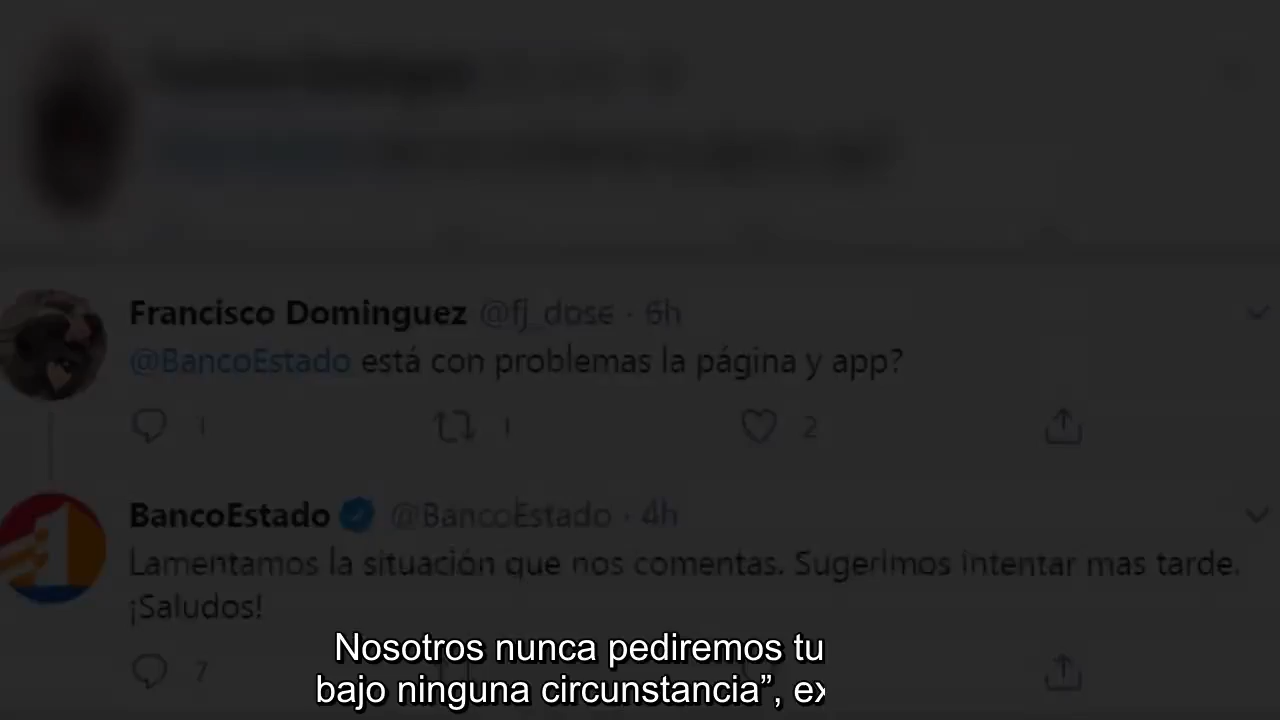 Francisco Dominguez @fj_dose · 6h
@BancoEstado está con problemas la página y app?
1 1 2
BancoEstado @BancoEstado · 4h
Lamentamos la situación que nos comentas. Sugerimos intentar mas tarde.
¡Saludos!
7
Nosotros nunca pediremos tu
bajo ninguna circunstancia”, ex